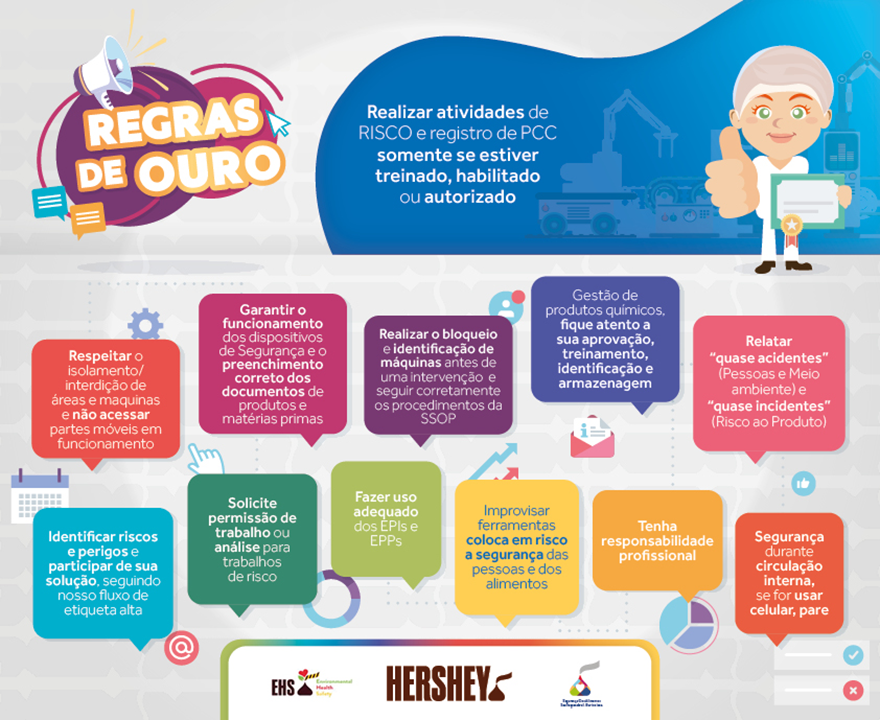 REGRAS
DE OURO
Realizar atividades de
RISCO e registro de PCC
somente se estiver
treinado, habilitado
ou autorizado
Respeitar o
isolamento/
interdição de
áreas e maquinas
e não acessar
partes móveis em
funcionamento
Garantir o
funcionamento
dos dispositivos
de Segurança e o
preenchimento
correto dos
documentos de
produtos e
matérias primas
Realizar o bloqueio
e identificação de
máquinas antes de
uma intervenção e
seguir corretamente
os procedimentos da
SSOP
Gestão de
produtos químicos,
fique atento a
sua aprovação,
treinamento,
identificação e
armazenagem
Relatar
“quase acidentes”
(Pessoas e Meio
ambiente) e
“quase incidentes”
(Risco ao Produto)
Identificar riscos
e perigos e
participar de sua
solução, seguindo
nosso fluxo de
etiqueta alta
Solicite
permissão de
trabalho ou
análise para
trabalhos
de risco
Fazer uso
adequado
dos EPIs e
EPPs
Improvisar
ferramentas
coloca em risco
a segurança das
pessoas e dos
alimentos
Tenha
responsabilidade
profissional
Segurança
durante
circulação
interna,
se for usar
celular, pare
EHS
Environmental
Health
Safety
HERSHEY